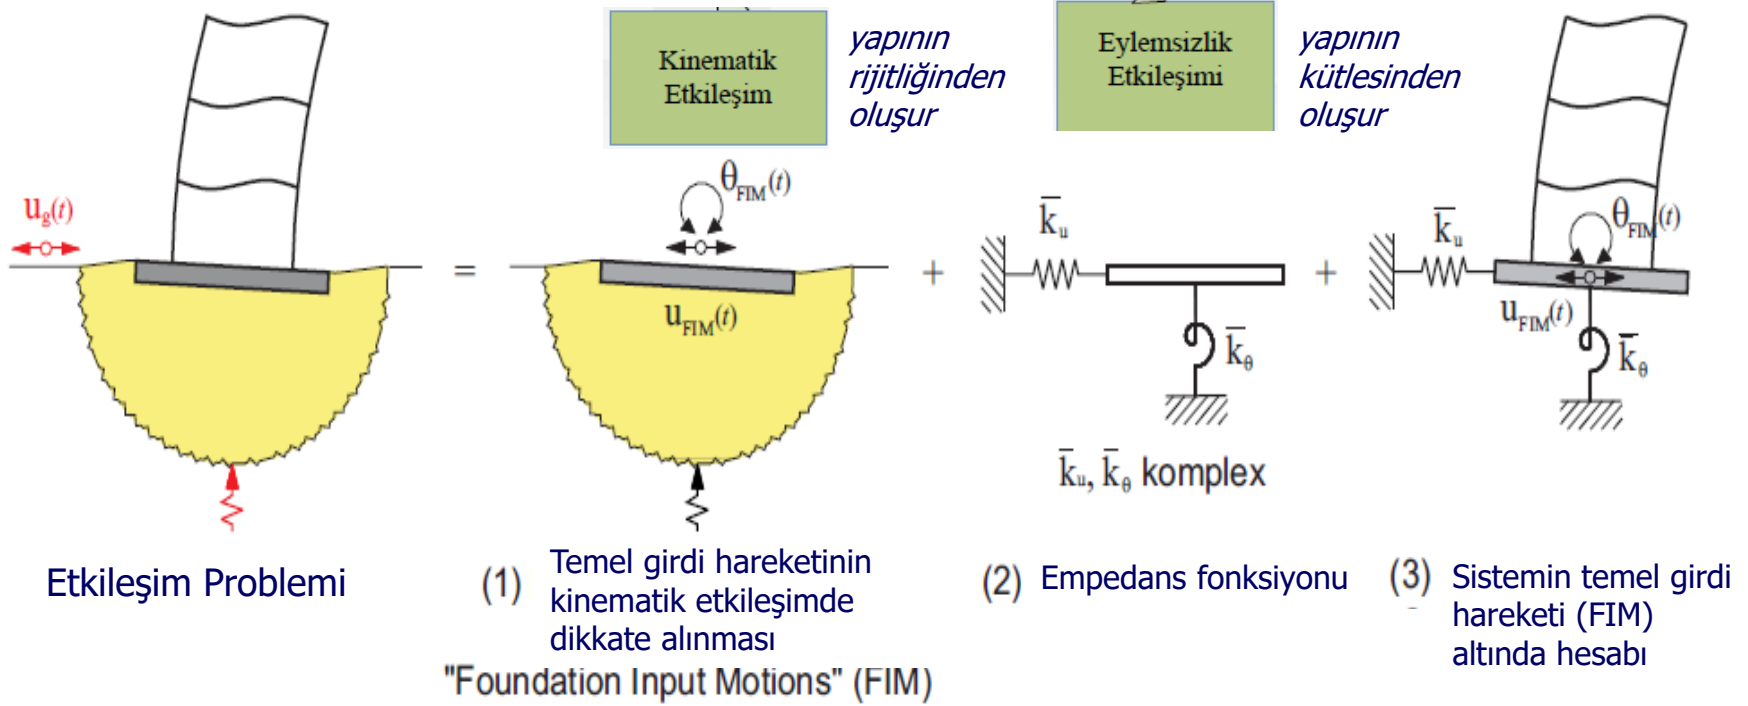 Kinematik
Etkileşim
yapının
rijitliğinden
oluşur
Eylemsizlik
Etkileşimi
yapının
kütlesinden
oluşur
u_g(t)
=
θ_FIM(t)
u_FIM(t)
+
k̅_u
k̅_θ
k̅_u, k̅_θ komplex
+
k̅_u
θ_FIM(t)
u_FIM(t)
k̅_θ
Etkileşim Problemi
(1) Temel girdi hareketinin
kinematik etkileşimde
dikkate alınması
"Foundation Input Motions" (FIM)
(2) Empedans fonksiyonu
(3) Sistemin temel girdi
hareketi (FIM)
altında hesabı